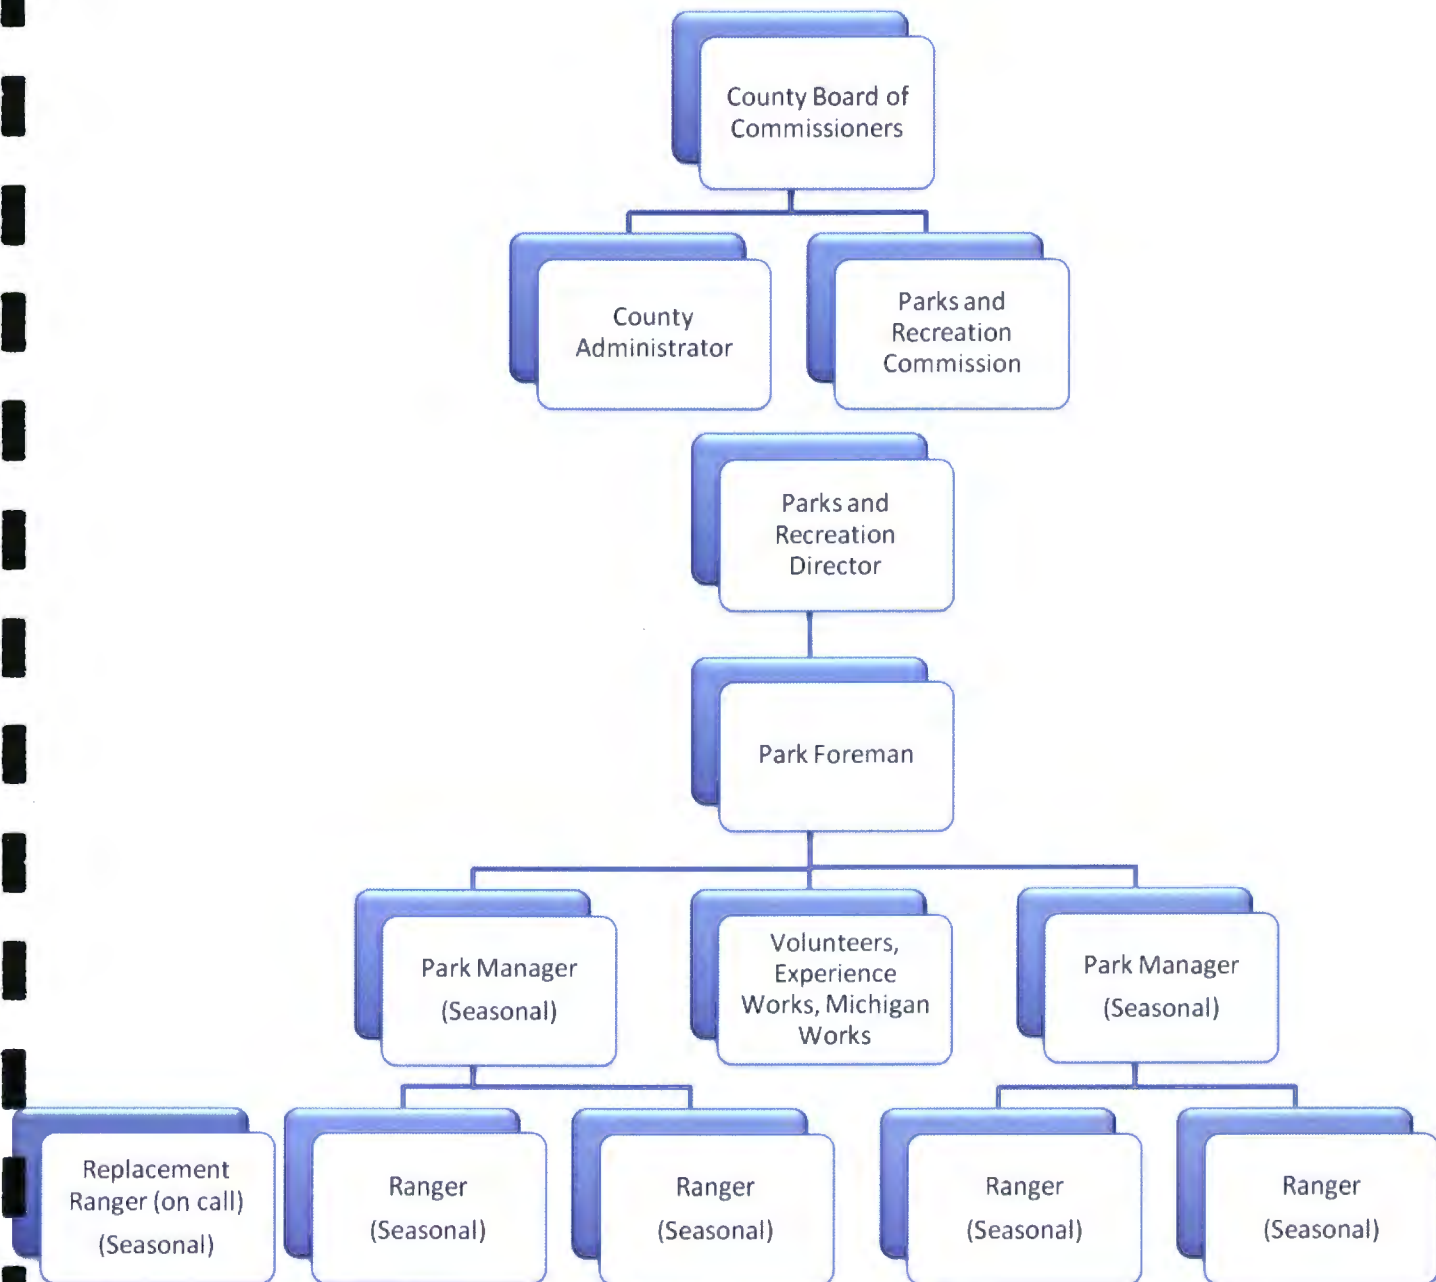 County Board of
Commissioners
County
Administrator
Parks and
Recreation
Commission
Parks and
Recreation
Director
Park Foreman
Park Manager
(Seasonal)
Volunteers,
Experience
Works, Michigan
Works
Park Manager
(Seasonal)
Replacement
Ranger (on call)
(Seasonal)
Ranger
(Seasonal)
Ranger
(Seasonal)
Ranger
(Seasonal)
Ranger
(Seasonal)